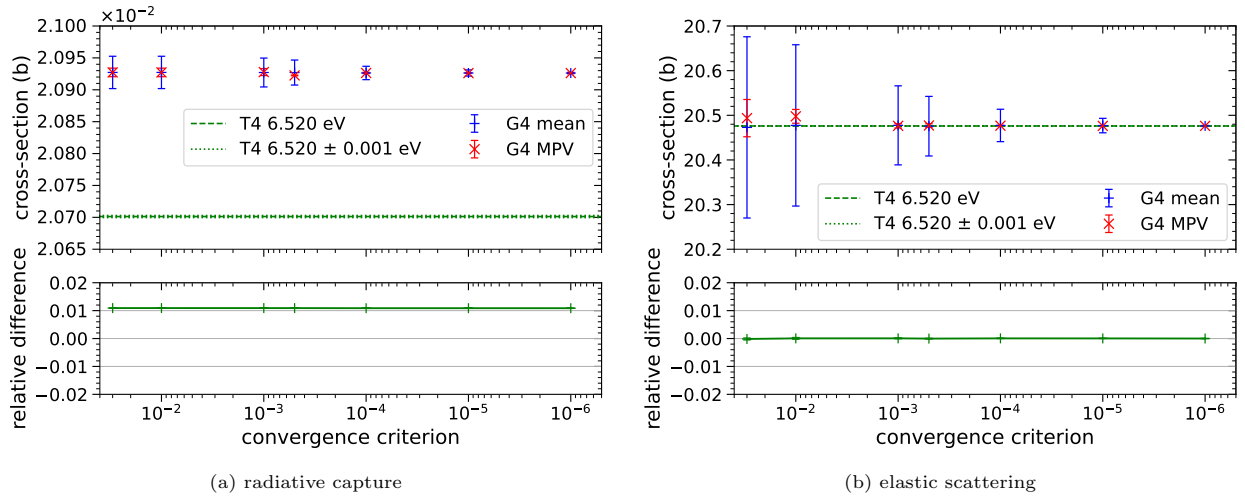 ×10⁻²
2.100
2.095
2.090
2.085
2.080
2.075
2.070
2.065
cross-section (b)
T4 6.520 eV
T4 6.520 ± 0.001 eV
G4 mean
G4 MPV
0.02
0.01
0.00
−0.01
−0.02
relative difference
10⁻² 10⁻³ 10⁻⁴ 10⁻⁵ 10⁻⁶
convergence criterion
(a) radiative capture
20.7
20.6
20.5
20.4
20.3
20.2
cross-section (b)
T4 6.520 eV
T4 6.520 ± 0.001 eV
G4 mean
G4 MPV
0.02
0.01
0.00
−0.01
−0.02
relative difference
10⁻² 10⁻³ 10⁻⁴ 10⁻⁵ 10⁻⁶
convergence criterion
(b) elastic scattering